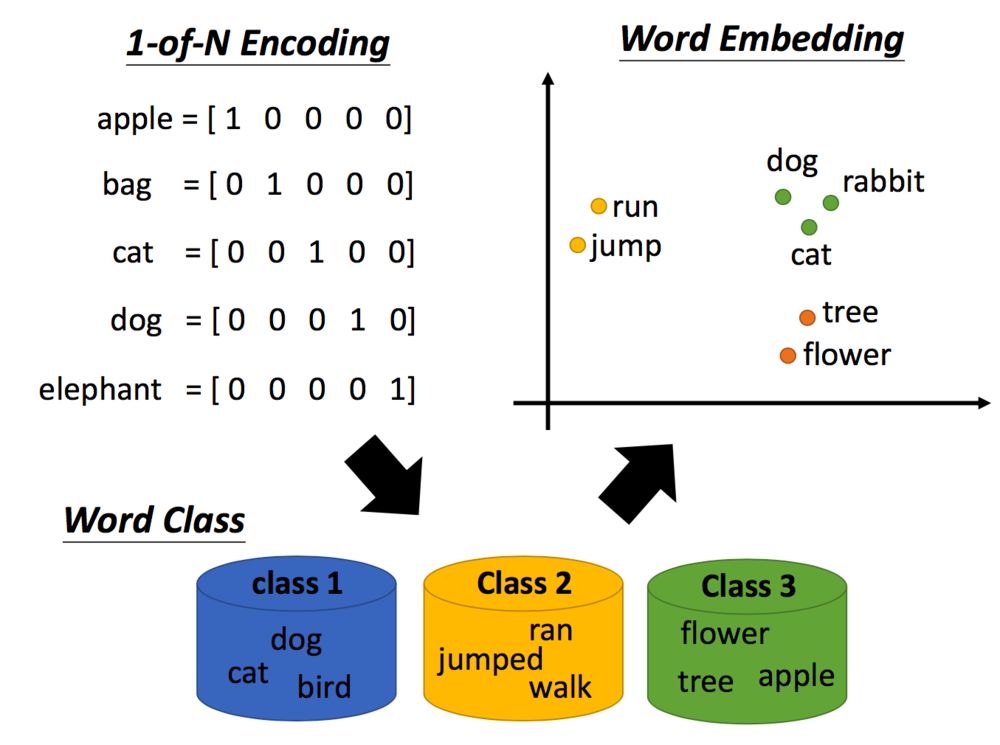 1-of-N Encoding
apple = [ 1 0 0 0 0]
bag = [ 0 1 0 0 0]
cat = [ 0 0 1 0 0]
dog = [ 0 0 0 1 0]
elephant = [ 0 0 0 0 1]
Word Embedding
dog
rabbit
run
jump
cat
tree
flower
Word Class
class 1
dog
cat
bird
Class 2
ran
jumped
walk
Class 3
flower
tree apple